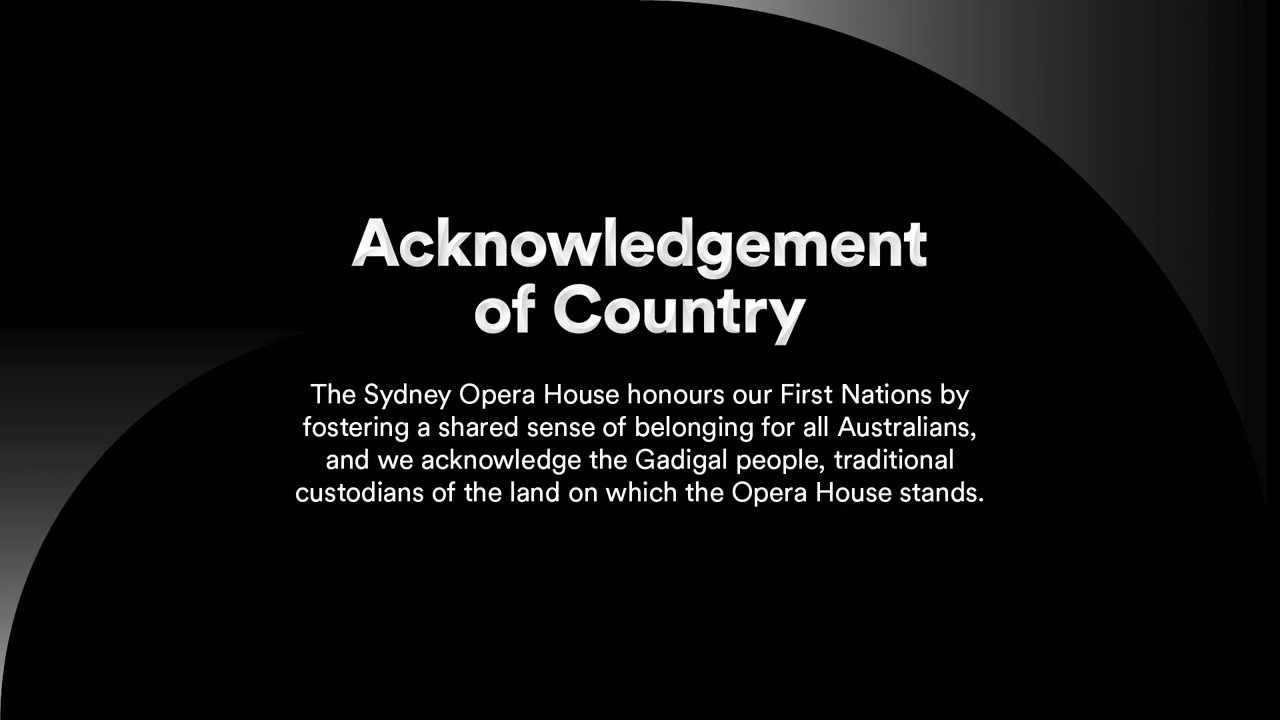 Acknowledgement
of Country
The Sydney Opera House honours our First Nations by
fostering a shared sense of belonging for all Australians,
and we acknowledge the Gadigal people, traditional
custodians of the land on which the Opera House stands.